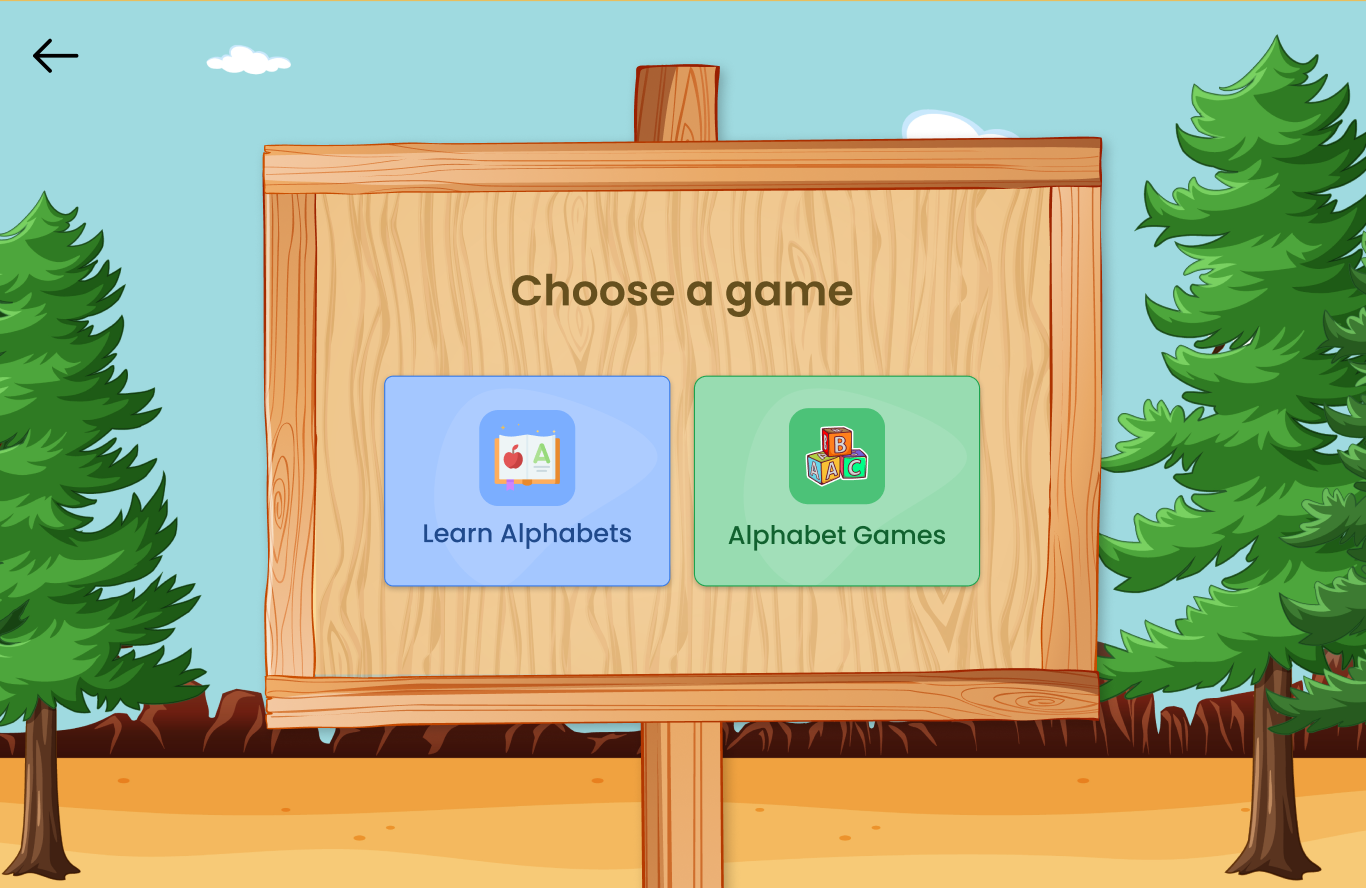 Choose a game
A
B
A A C
Learn Alphabets
Alphabet Games